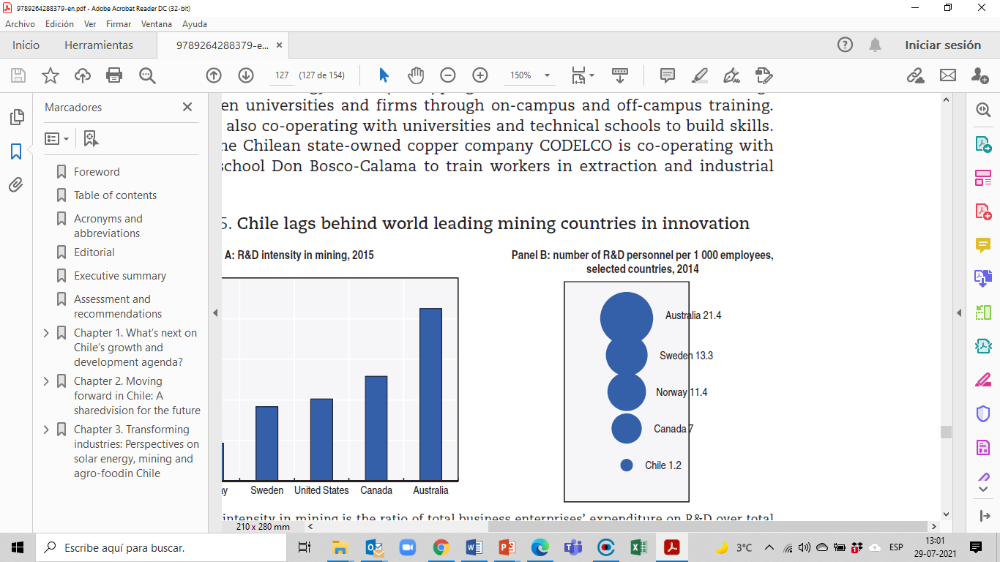 9789264288379-en.pdf - Adobe Acrobat Reader DC (32-bit)
Archivo Edición Ver Firmar Ventana Ayuda
Inicio Herramientas 9789264288379-e... × Iniciar sesión
127 (127 de 154) 150%
Marcadores
Foreword
Table of contents
Acronyms and
abbreviations
Editorial
Executive summary
Assessment and
recommendations
Chapter 1. What's next on
Chile's growth and
development agenda?
Chapter 2. Moving
forward in Chile: A
sharedvision for the future
Chapter 3. Transforming
industries: Perspectives on
solar energy, mining and
agro-foodin Chile
en universities and firms through on-campus and off-campus training.
also co-operating with universities and technical schools to build skills.
he Chilean state-owned copper company CODELCO is co-operating with
school Don Bosco-Calama to train workers in extraction and industrial
5. Chile lags behind world leading mining countries in innovation
A: R&D intensity in mining, 2015
Sweden United States Canada Australia
Panel B: number of R&D personnel per 1 000 employees,
selected countries, 2014
Australia 21.4
Sweden 13.3
Norway 11.4
Canada 7
Chile 1.2
intensity in mining is the ratio of total business enterprises' expenditure on R&D over total
210 x 280 mm
Escribe aquí para buscar.
3°C ESP 13:01
29-07-2021